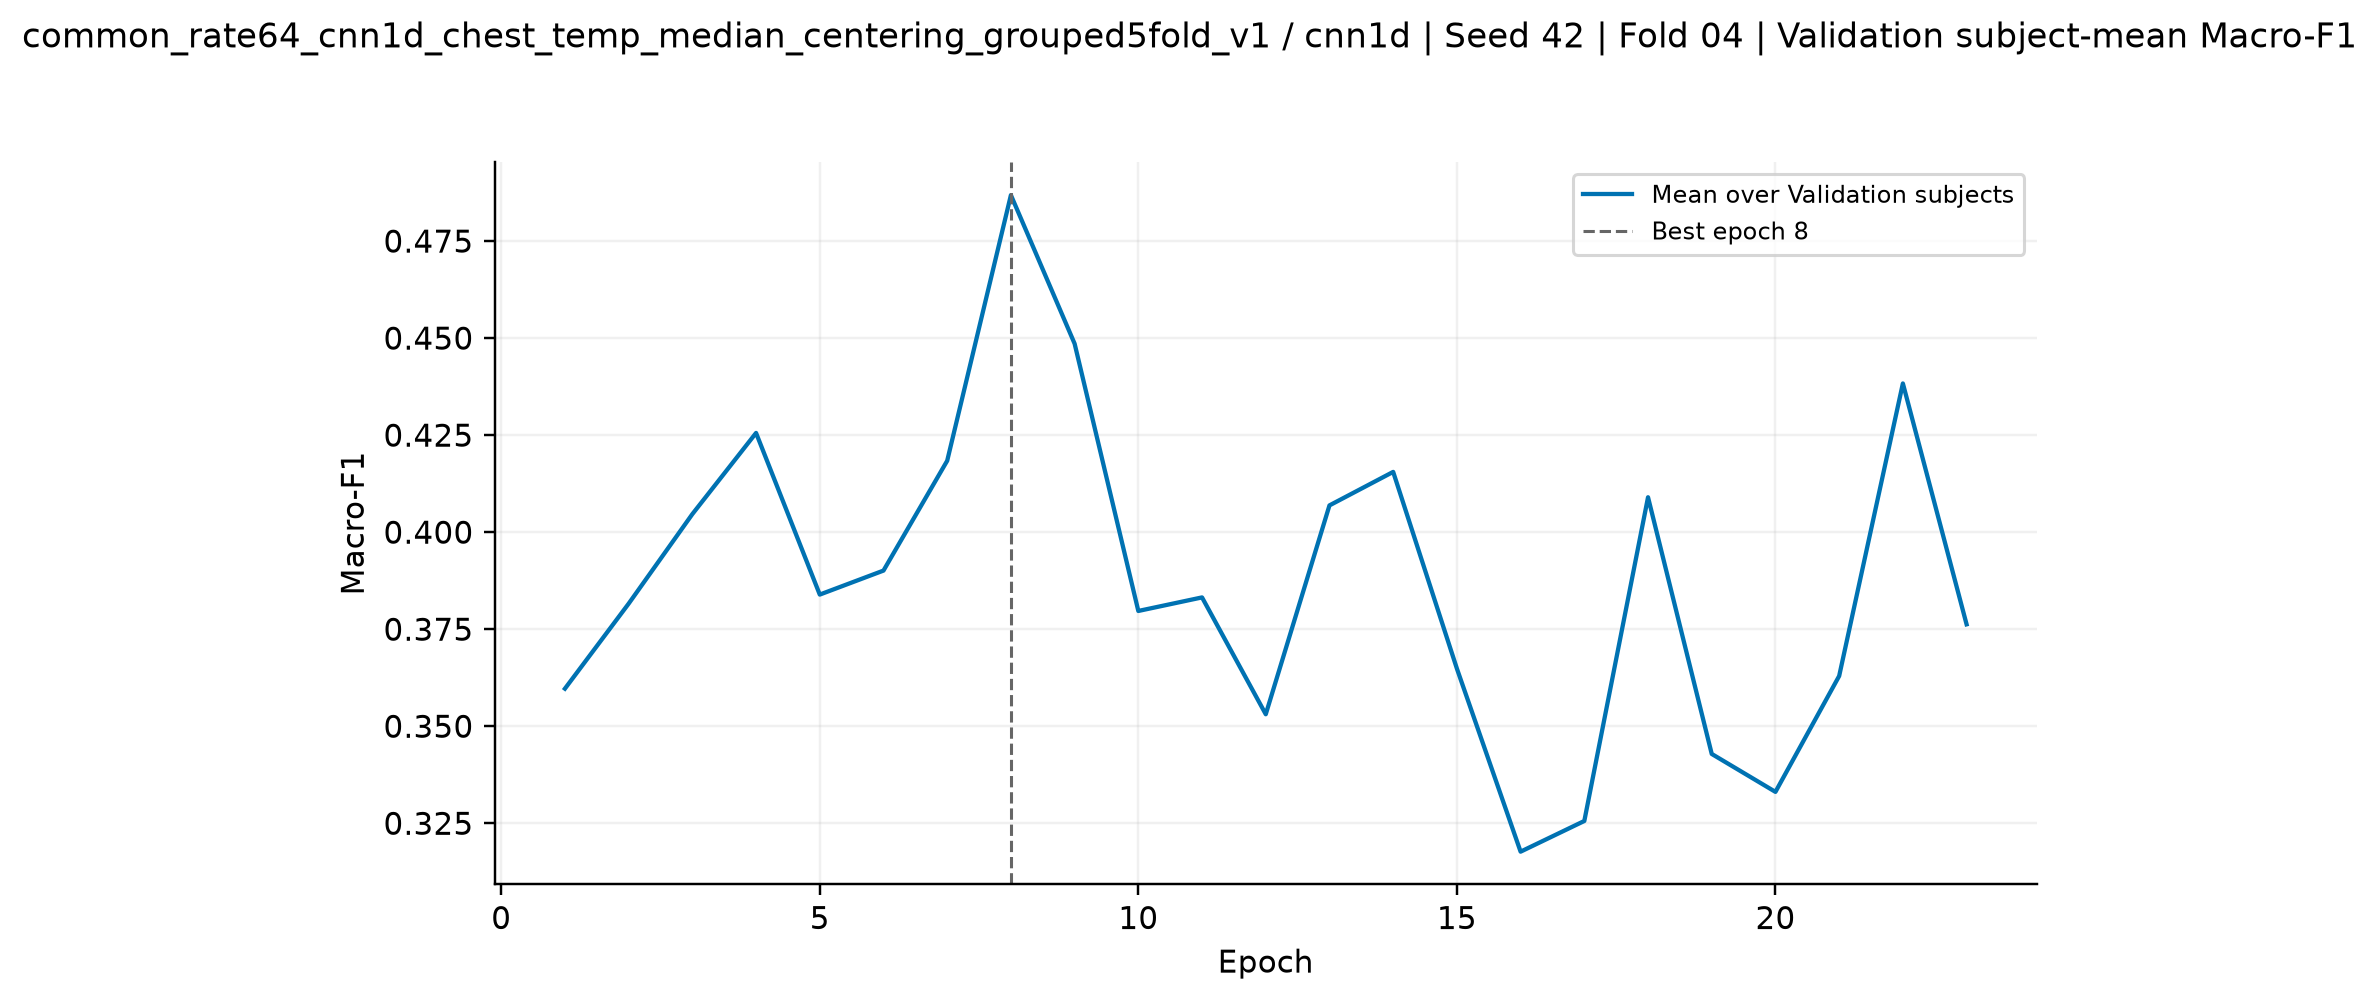 common_rate64_cnn1d_chest_temp_median_centering_grouped5fold_v1 / cnn1d | Seed 42 | Fold 04 | Validation subject-mean Macro-F1
Mean over Validation subjects
Best epoch 8
0.475
0.450
0.425
0.400
0.375
0.350
0.325
Macro-F1
0 5 10 15 20
Epoch